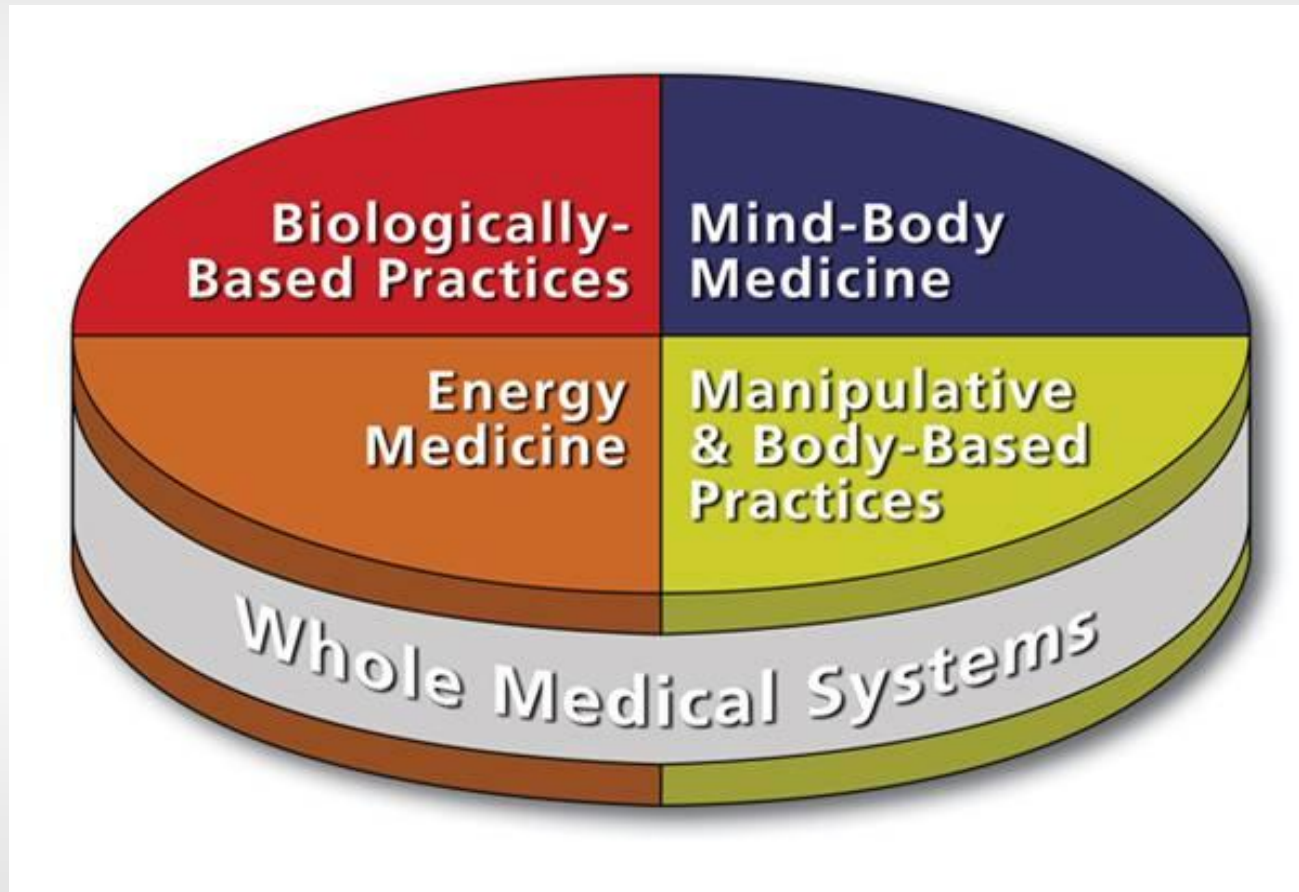 Biologically-
Based Practices
Mind-Body
Medicine
Energy
Medicine
Manipulative
& Body-Based
Practices
Whole Medical Systems